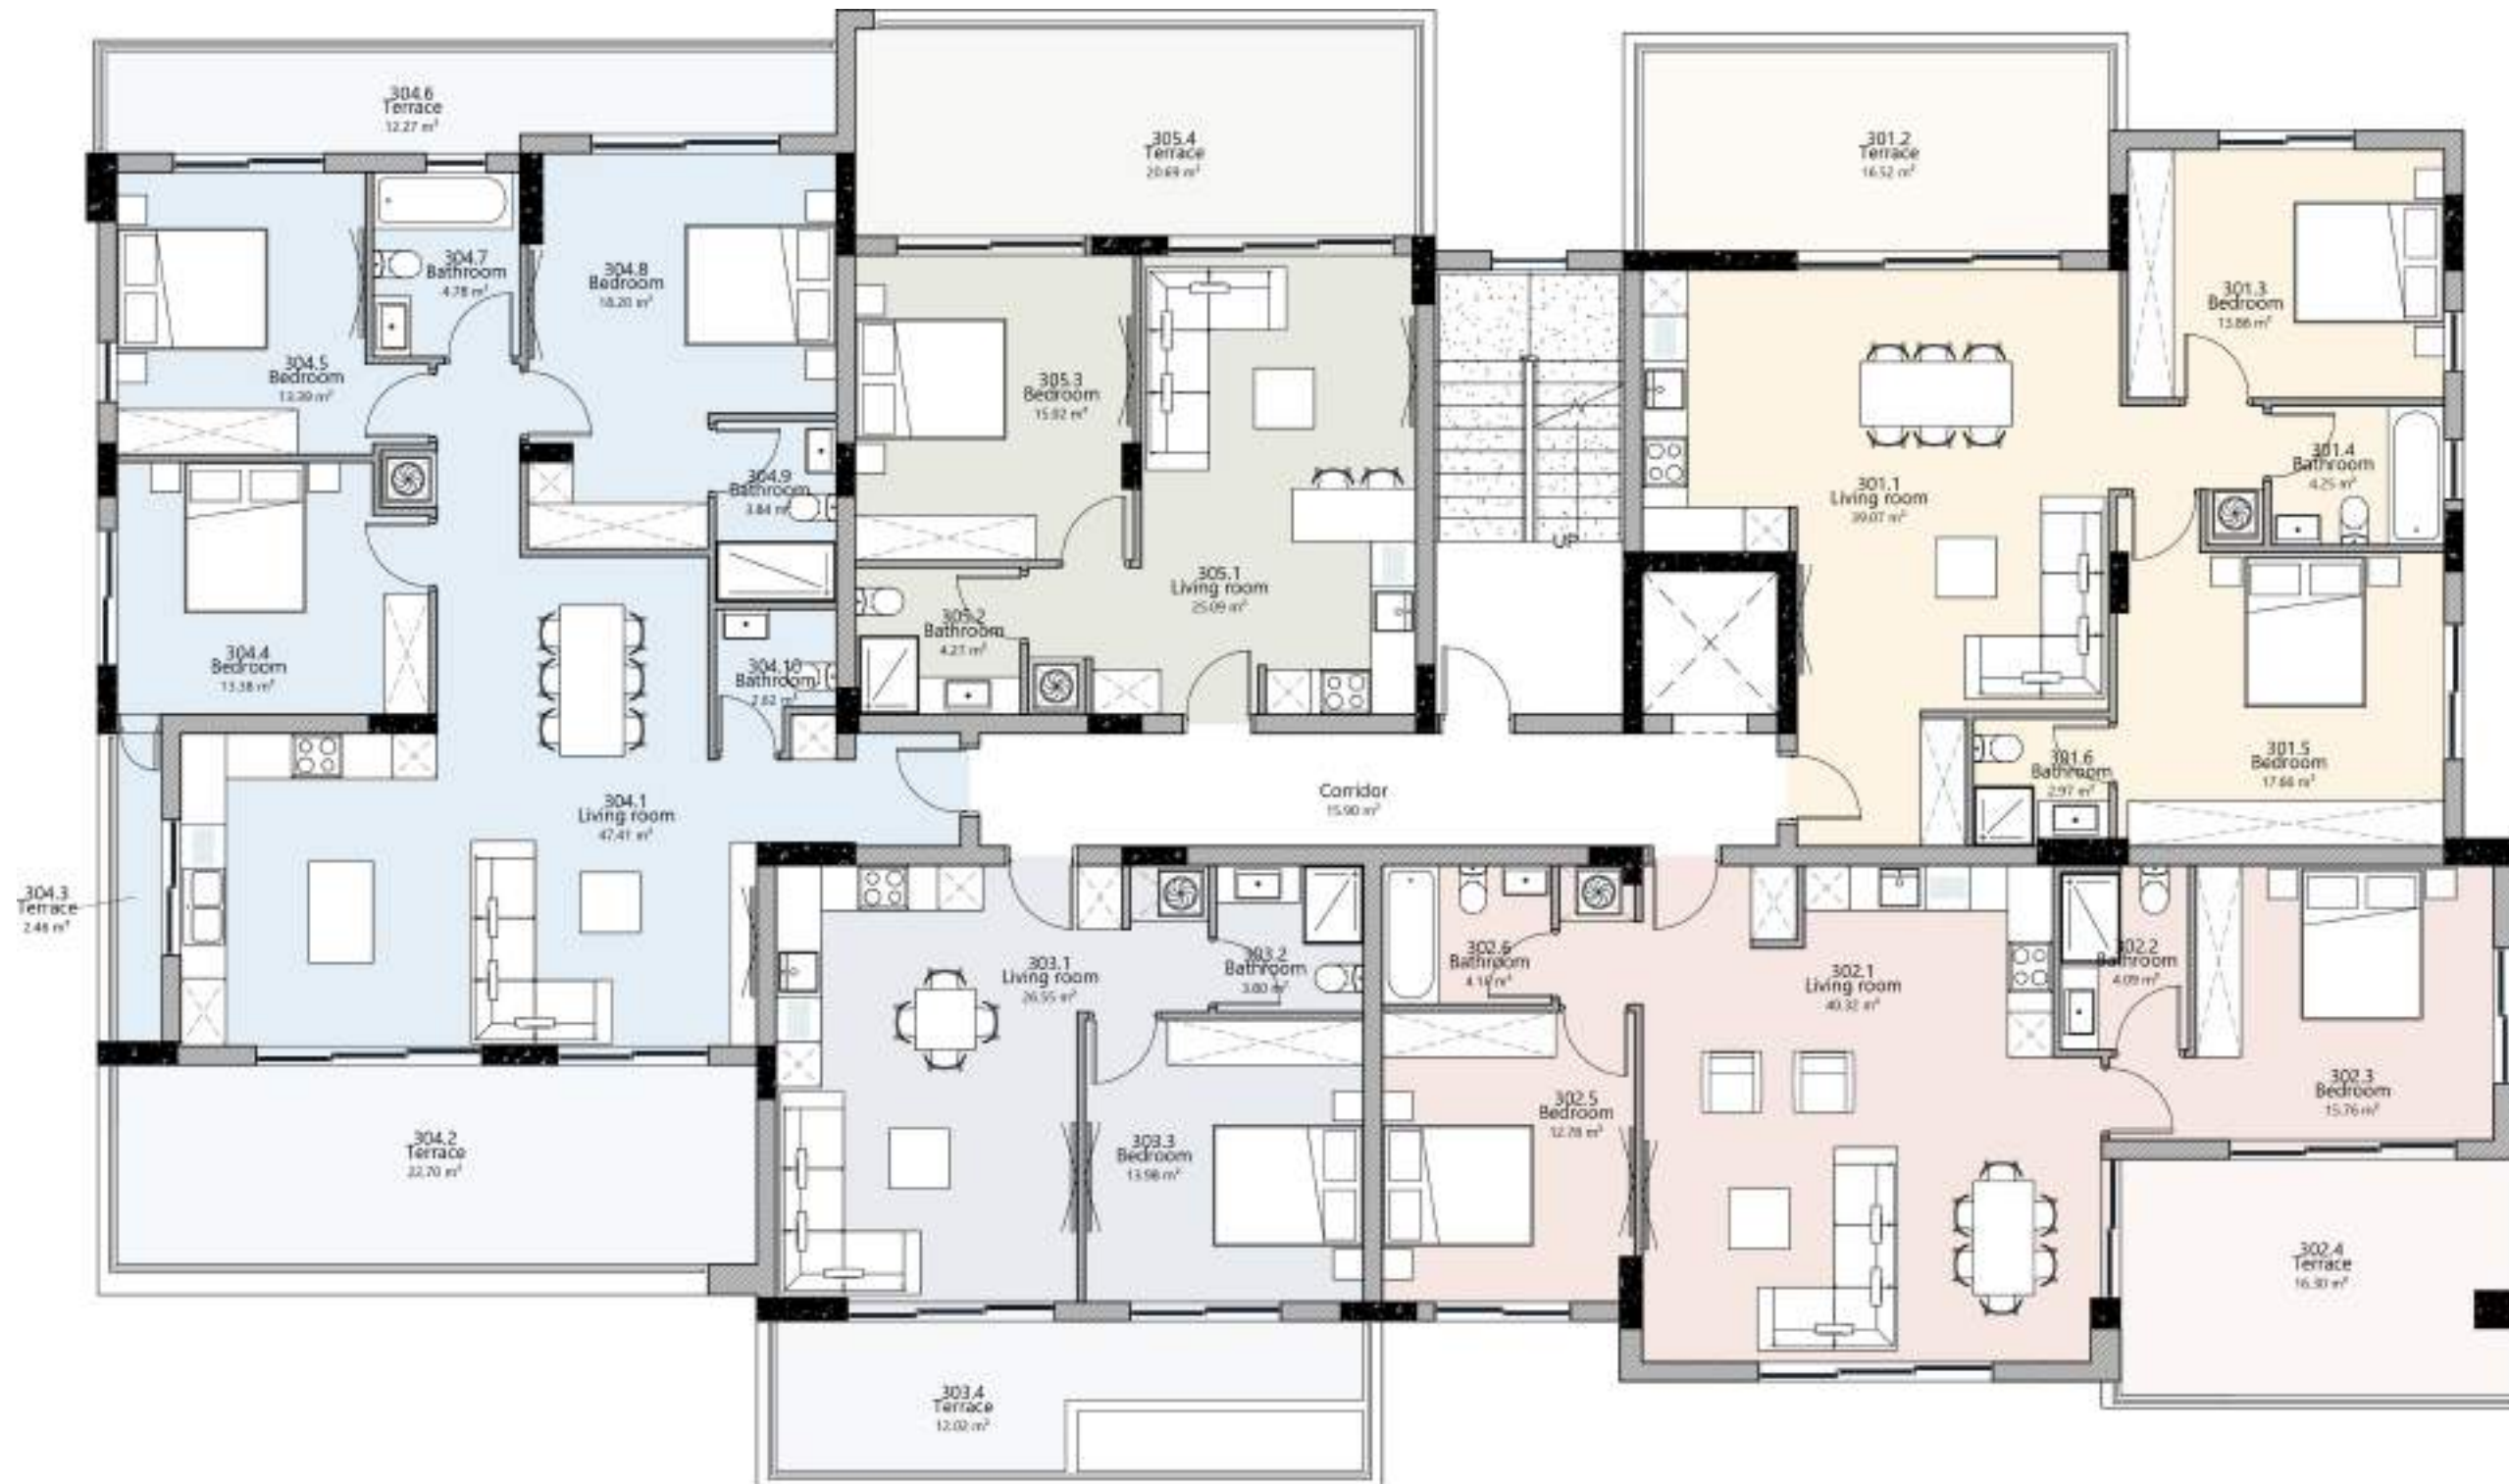 304.6
Terrace
12.27 m²
305.4
Terrace
20.69 m²
301.2
Terrace
16.52 m²
304.7
Bathroom
4.78 m²
304.8
Bedroom
18.20 m²
301.3
Bedroom
13.86 m²
304.5
Bedroom
13.39 m²
305.3
Bedroom
15.02 m²
304.9
Bathroom
3.84 m²
301.4
Bathroom
4.25 m²
301.1
Living room
39.07 m²
UP
305.1
Living room
25.09 m²
305.2
Bathroom
4.27 m²
304.4
Bedroom
13.38 m²
304.10
Bathroom
2.62 m²
301.5
Bedroom
17.66 m²
301.6
Bathroom
2.97 m²
Corridor
15.90 m²
304.1
Living room
47.41 m²
304.3
Terrace
2.46 m²
303.1
Living room
26.55 m²
303.2
Bathroom
3.80 m²
302.6
Bathroom
302.1
Living room
40.32 m²
302.2
Bathroom
4.09 m²
302.3
Bedroom
15.76 m²
302.5
Bedroom
12.78 m²
304.2
Terrace
22.70 m²
303.3
Bedroom
13.98 m²
302.4
Terrace
16.30 m²
303.4
Terrace
12.02 m²